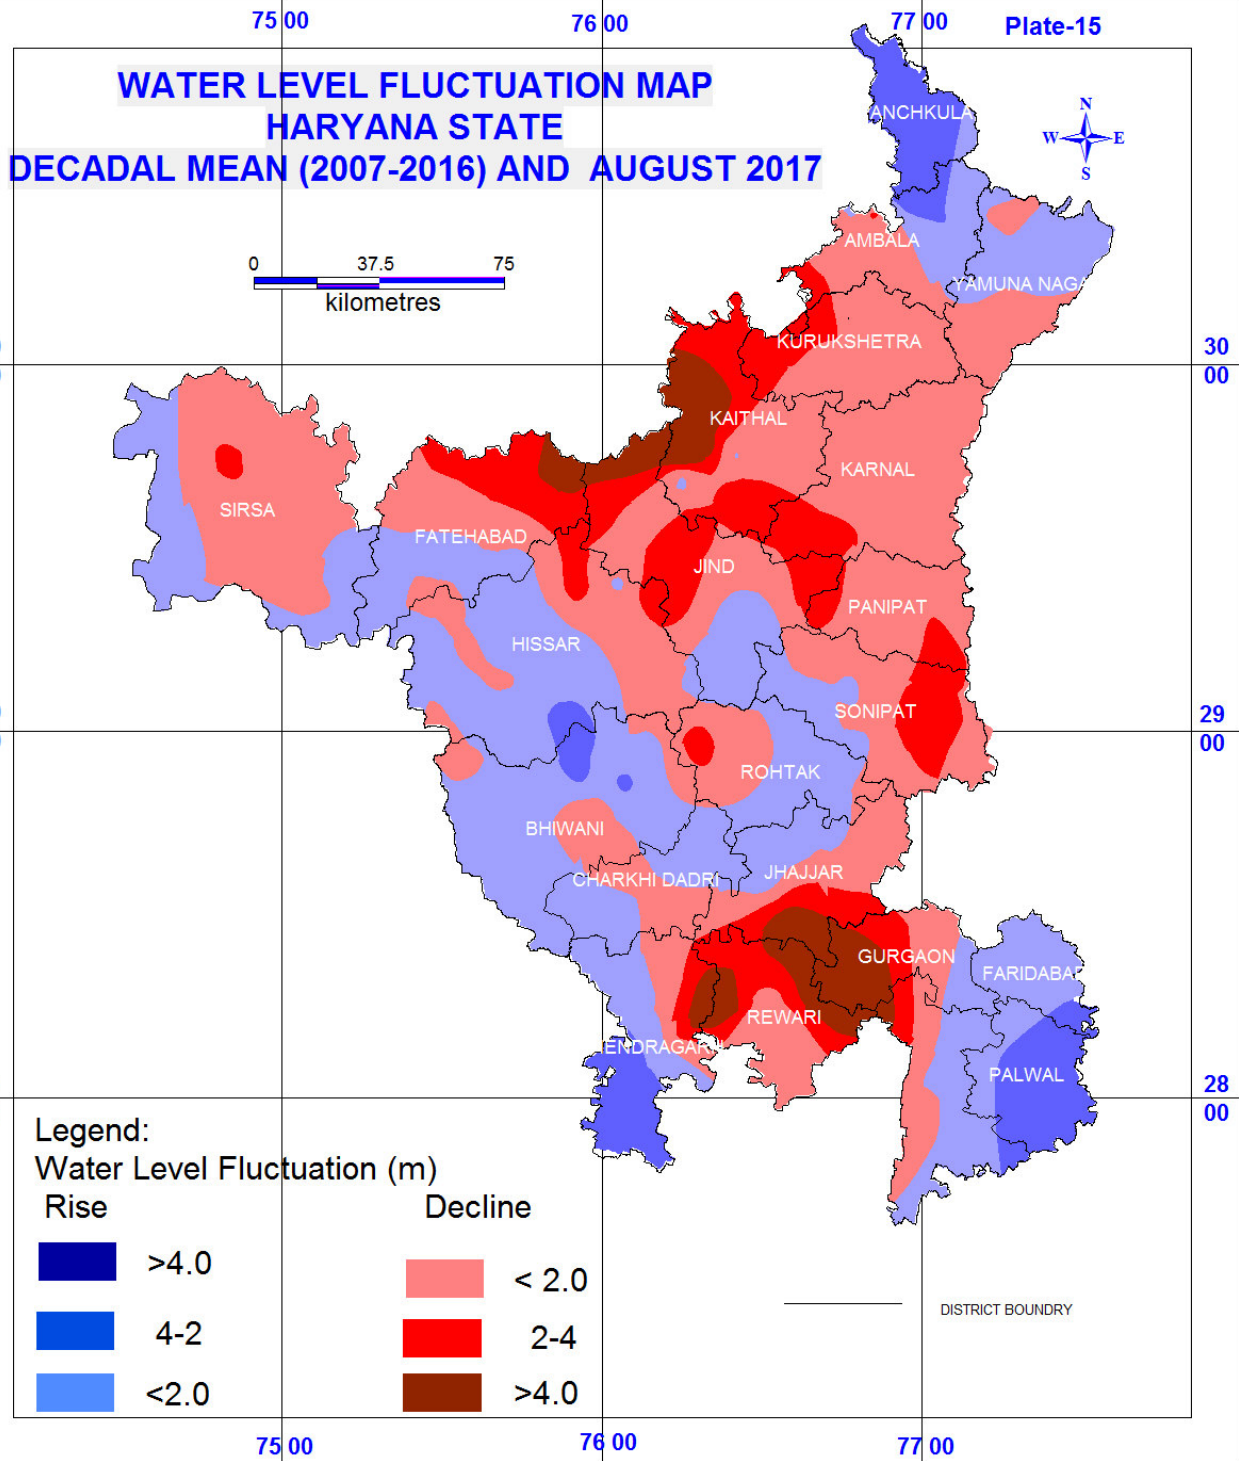 75 00
76 00
77 00
Plate-15
WATER LEVEL FLUCTUATION MAP
HARYANA STATE
DECADAL MEAN (2007-2016) AND AUGUST 2017
N
W
E
S
0 37.5 75
kilometres
ANCHKULA
AMBALA
YAMUNA NAGA
KURUKSHETRA
30
00
KAITHAL
KARNAL
SIRSA
FATEHABAD
JIND
PANIPAT
HISSAR
SONIPAT
29
00
ROHTAK
BHIWANI
CHARKHI DADRI
JHAJJAR
GURGAON
FARIDABAD
REWARI
ENDRAGARH
PALWAL
28
00
Legend:
Water Level Fluctuation (m)
Rise
Decline
>4.0
< 2.0
4-2
2-4
<2.0
>4.0
DISTRICT BOUNDRY
75 00
76 00
77 00